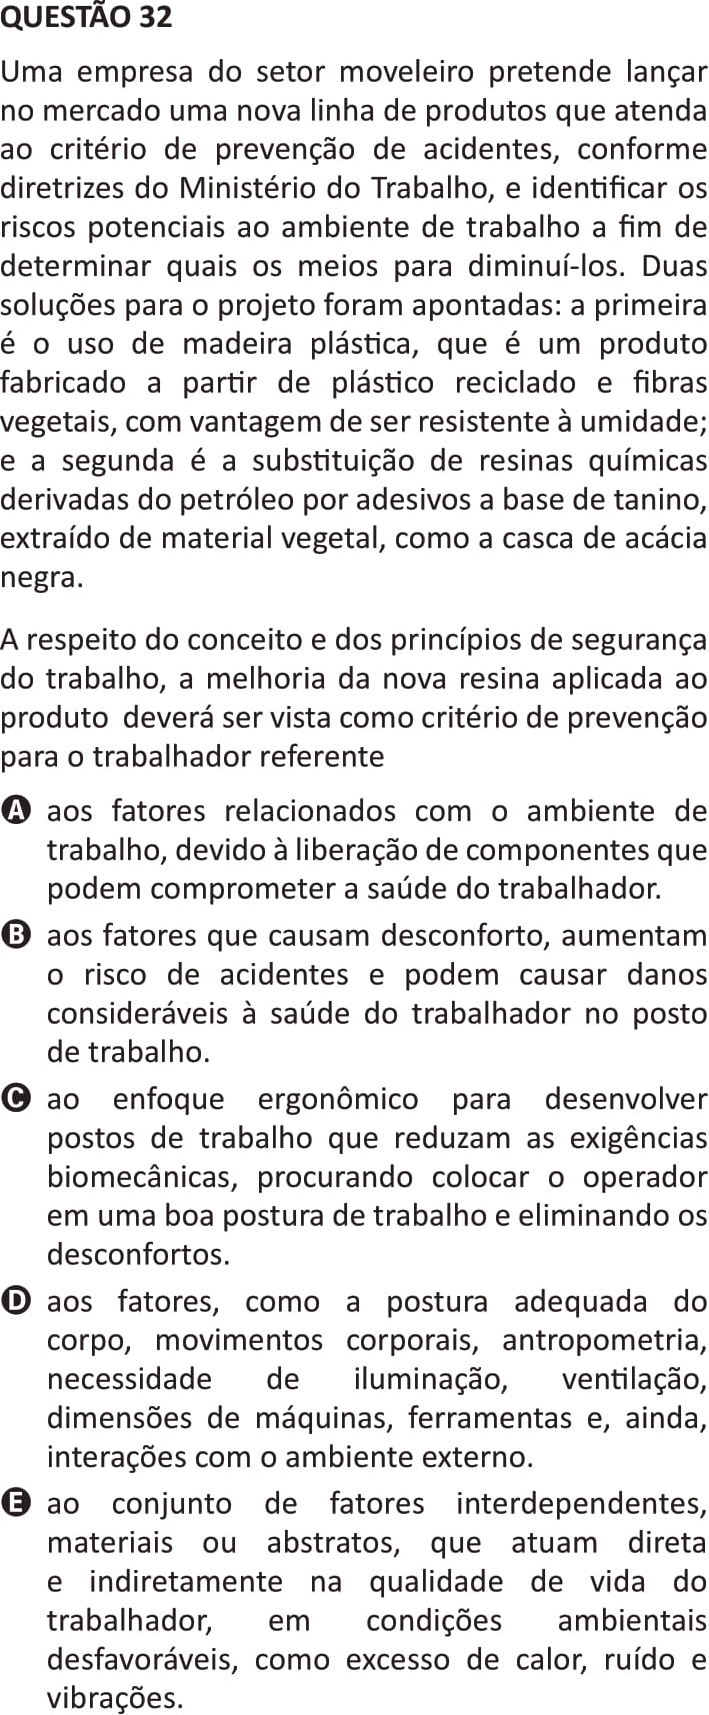 QUESTÃO 32
Uma empresa do setor moveleiro pretende lançar
no mercado uma nova linha de produtos que atenda
ao critério de prevenção de acidentes, conforme
diretrizes do Ministério do Trabalho, e identificar os
riscos potenciais ao ambiente de trabalho a fim de
determinar quais os meios para diminuí-los. Duas
soluções para o projeto foram apontadas: a primeira
é o uso de madeira plástica, que é um produto
fabricado a partir de plástico reciclado e fibras
vegetais, com vantagem de ser resistente à umidade;
e a segunda é a substituição de resinas químicas
derivadas do petróleo por adesivos a base de tanino,
extraído de material vegetal, como a casca de acácia
negra.
A respeito do conceito e dos princípios de segurança
do trabalho, a melhoria da nova resina aplicada ao
produto deverá ser vista como critério de prevenção
para o trabalhador referente
A aos fatores relacionados com o ambiente de
trabalho, devido à liberação de componentes que
podem comprometer a saúde do trabalhador.
B aos fatores que causam desconforto, aumentam
o risco de acidentes e podem causar danos
consideráveis à saúde do trabalhador no posto
de trabalho.
C ao enfoque ergonômico para desenvolver
postos de trabalho que reduzam as exigências
biomecânicas, procurando colocar o operador
em uma boa postura de trabalho e eliminando os
desconfortos.
D aos fatores, como a postura adequada do
corpo, movimentos corporais, antropometria,
necessidade de iluminação, ventilação,
dimensões de máquinas, ferramentas e, ainda,
interações com o ambiente externo.
E ao conjunto de fatores interdependentes,
materiais ou abstratos, que atuam direta
e indiretamente na qualidade de vida do
trabalhador, em condições ambientais
desfavoráveis, como excesso de calor, ruído e
vibrações.